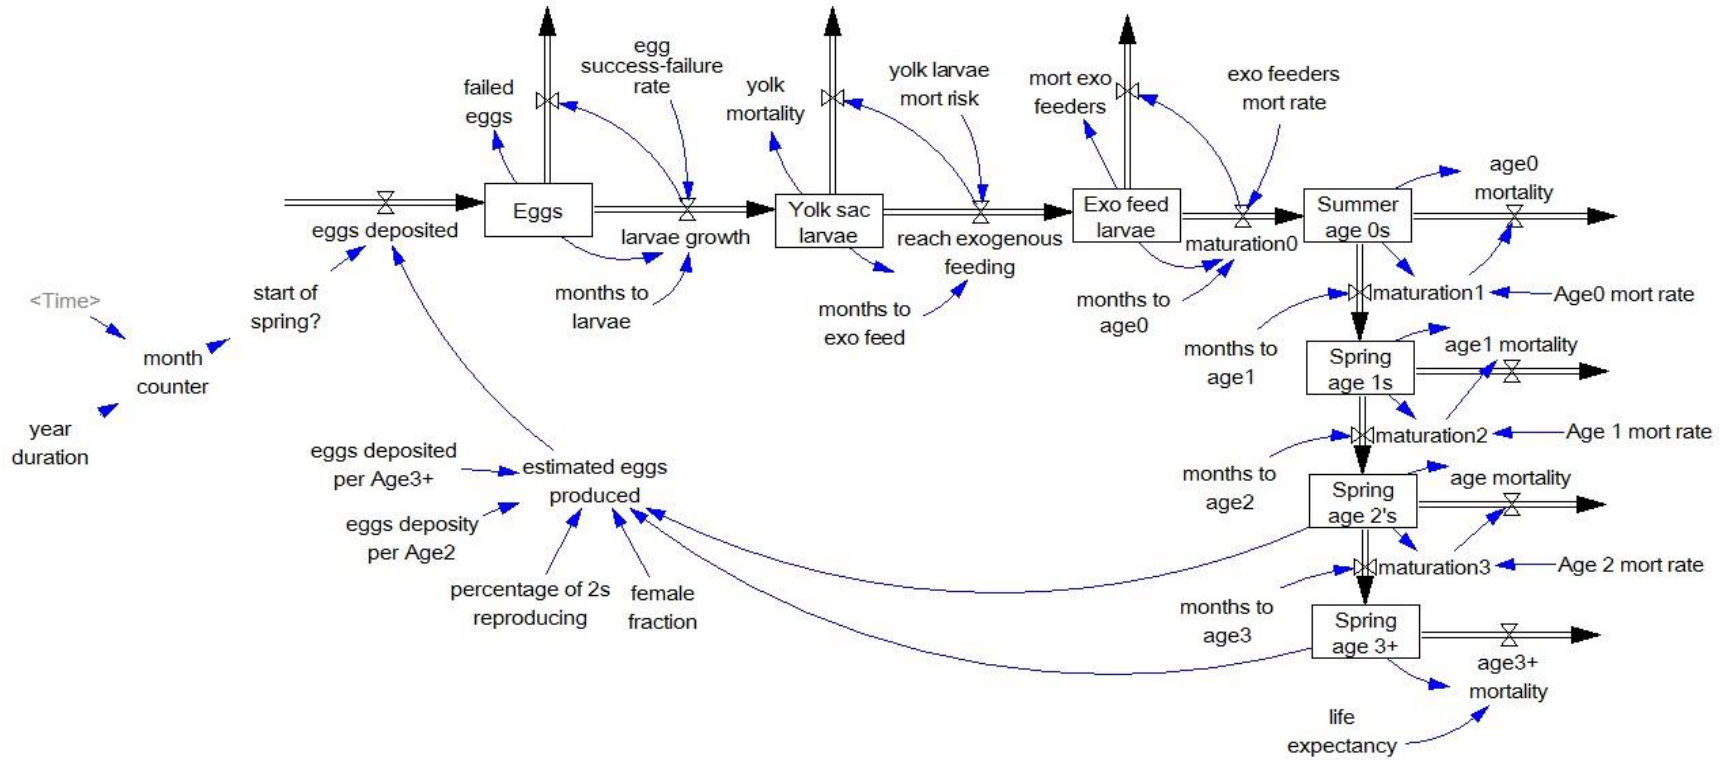 failed
eggs
egg
success-failure
rate
yolk
mortality
yolk larvae
mort risk
mort exo
feeders
exo feeders
mort rate
age0
mortality
eggs deposited
Eggs
larvae growth
Yolk sac
larvae
reach exogenous
feeding
Exo feed
larvae
maturation0
Summer
age 0s
<Time>
start of
spring?
months to
larvae
months to
exo feed
months to
age0
maturation1
Age0 mort rate
month
counter
months to
age1
Spring
age 1s
age1 mortality
year
duration
eggs deposited
per Age3+
estimated eggs
produced
eggs deposity
per Age2
percentage of 2s
reproducing
female
fraction
maturation2
Age 1 mort rate
months to
age2
Spring
age 2's
age mortality
maturation3
Age 2 mort rate
months to
age3
Spring
age 3+
age3+
mortality
life
expectancy